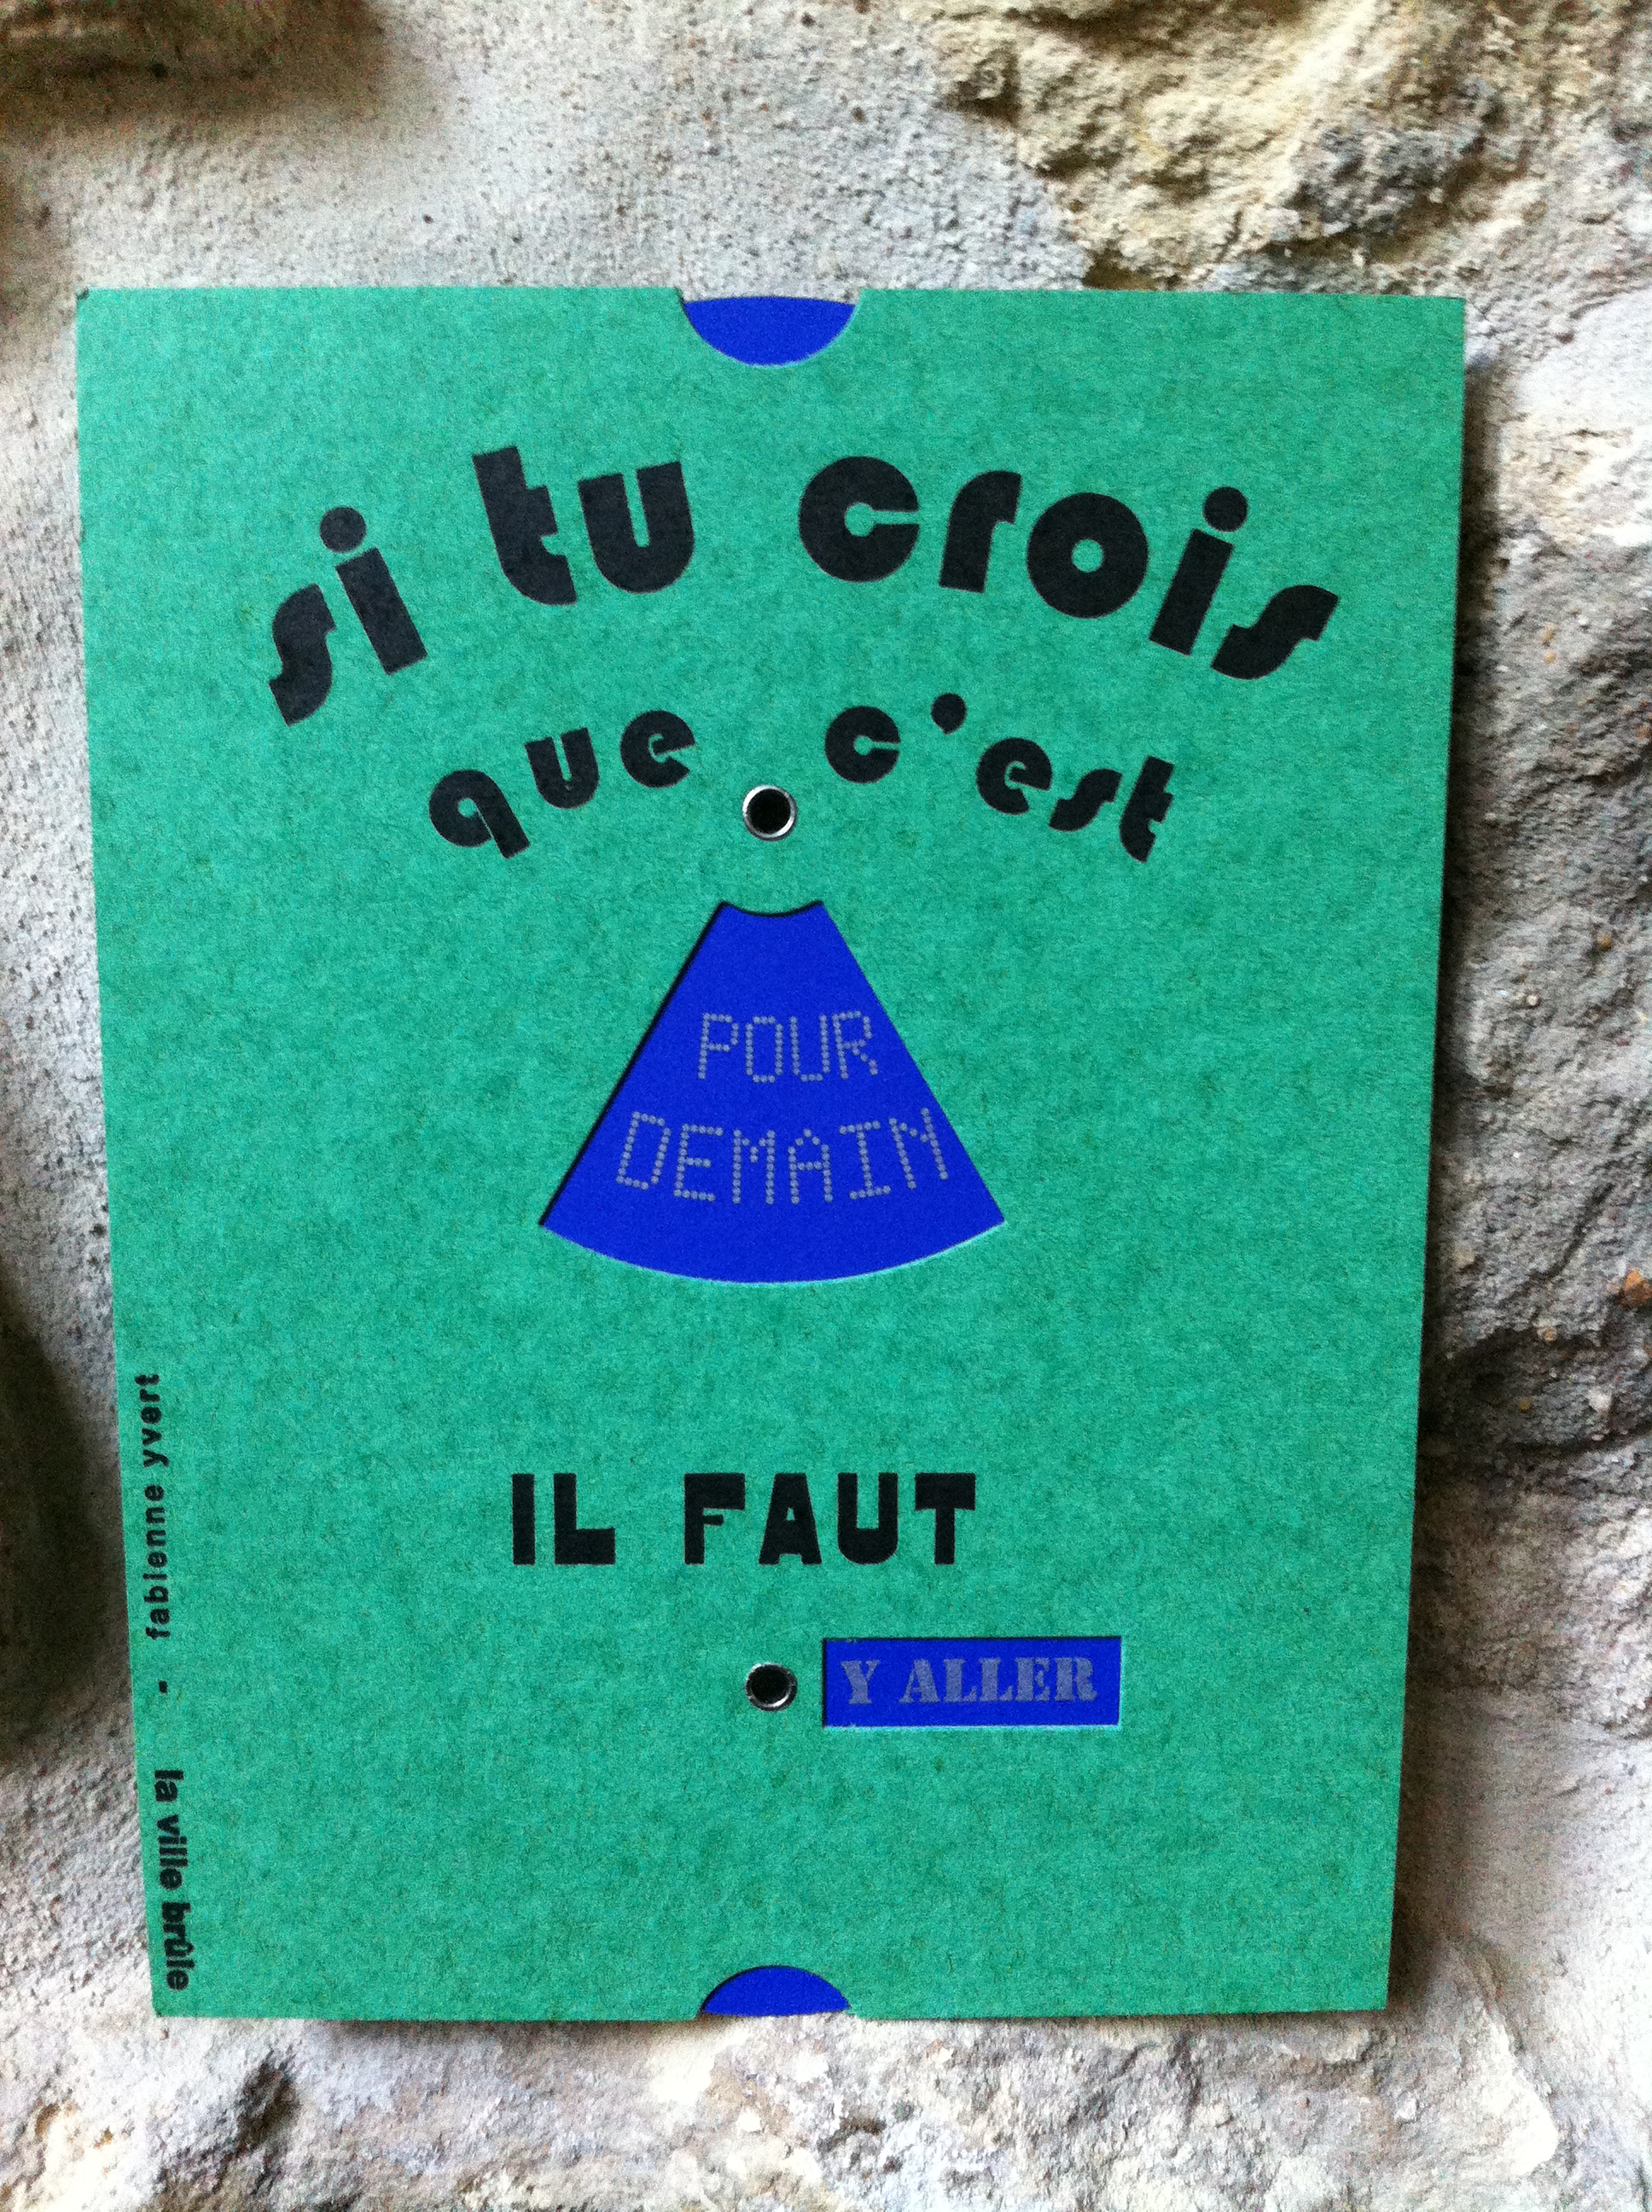 si tu crois
que c'est
POUR
DEMAIN
IL FAUT
Y ALLER
fabienne yvert - la ville brûle